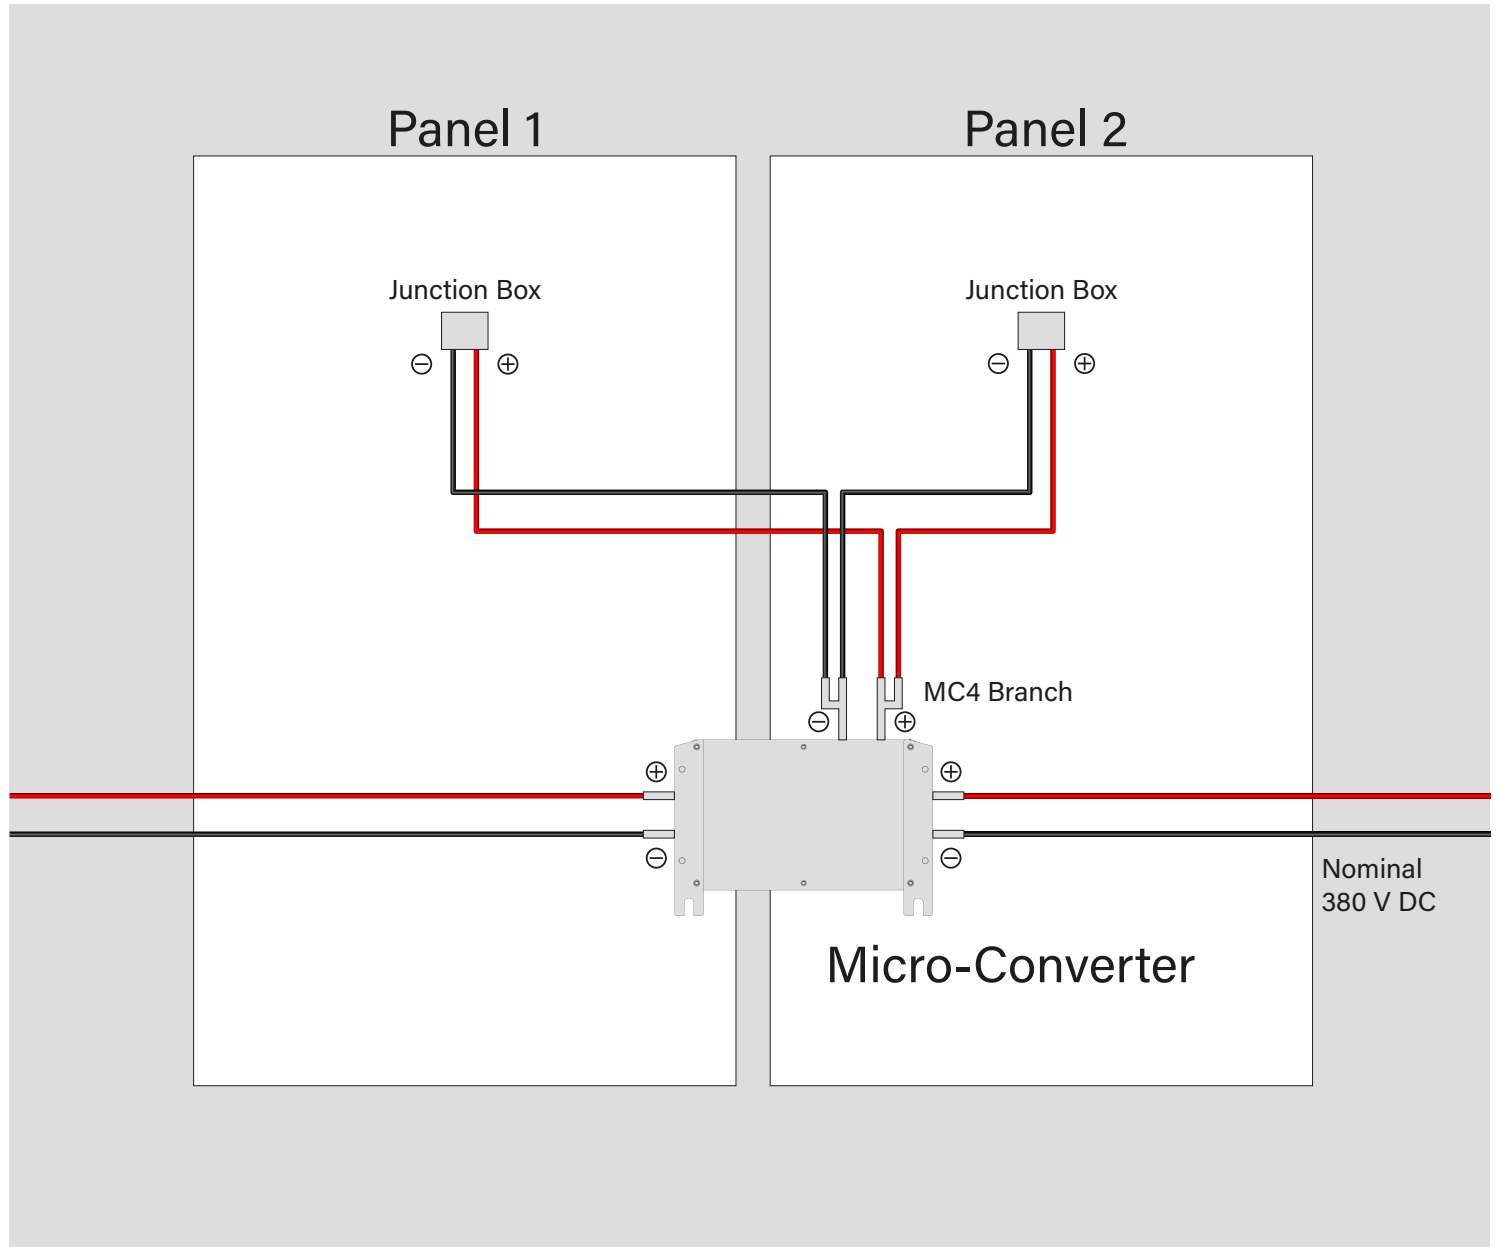 Panel 1
Panel 2
Junction Box
Junction Box
⊖
⊕
⊖
⊕
MC4 Branch
⊖
⊕
⊕
⊕
⊖
⊖
Nominal
380 V DC
Micro-Converter